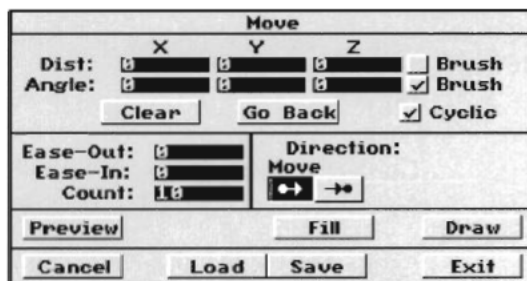 Move
X Y Z
Dist: 0 0 0 Brush
Angle: 0 0 0 Brush
Clear Go Back Cyclic
Ease-Out: 0
Ease-In: 0
Count: 10
Direction:
Move
Preview Fill Draw
Cancel Load Save Exit